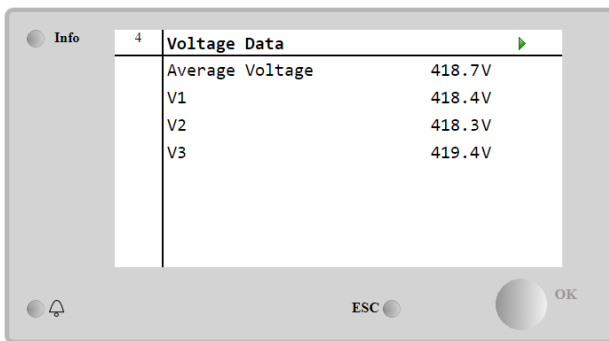 Info
4 Voltage Data
Average Voltage 418.7V
V1 418.4V
V2 418.3V
V3 419.4V
ESC
OK